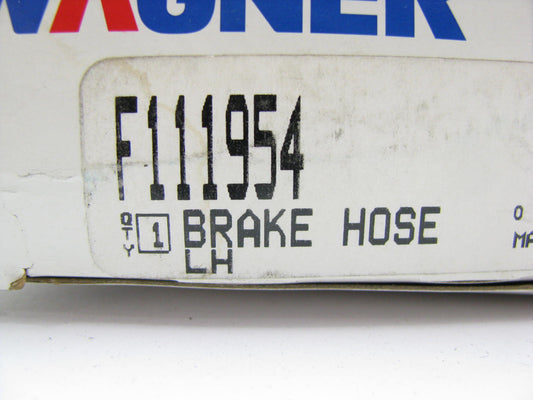 WAGNER
F111954
QTY 1 BRAKE HOSE
LH